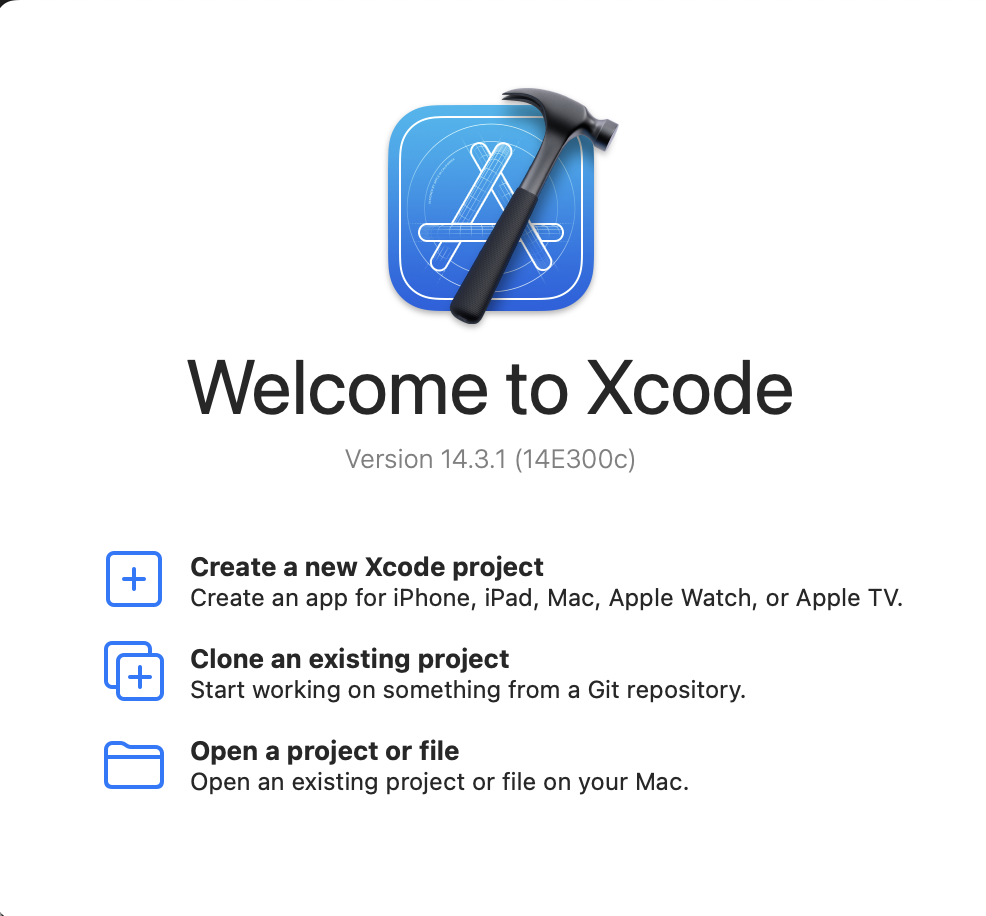 Welcome to Xcode
Version 14.3.1 (14E300c)
Create a new Xcode project
Create an app for iPhone, iPad, Mac, Apple Watch, or Apple TV.
Clone an existing project
Start working on something from a Git repository.
Open a project or file
Open an existing project or file on your Mac.